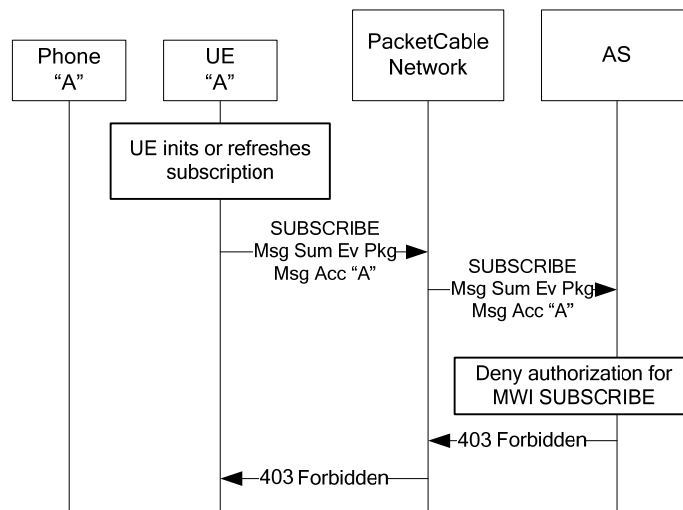 Phone
“A”
UE
“A”
PacketCable
Network
AS
UE inits or refreshes
subscription
SUBSCRIBE
Msg Sum Ev Pkg
Msg Acc “A”
SUBSCRIBE
Msg Sum Ev Pkg
Msg Acc “A”
Deny authorization for
MWI SUBSCRIBE
403 Forbidden
403 Forbidden